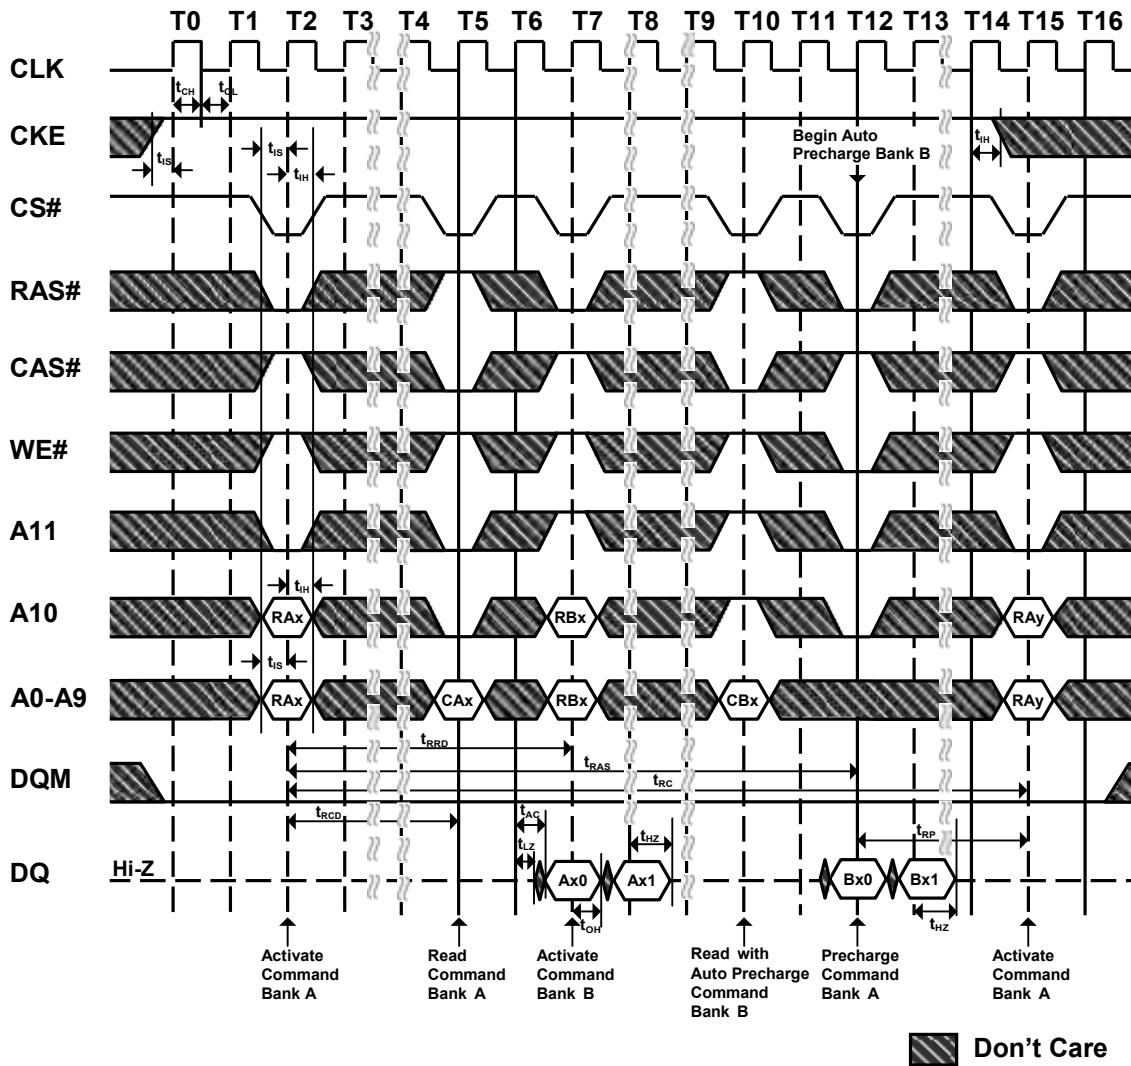 T0 T1 T2 T3 T4 T5 T6 T7 T8 T9 T10 T11 T12 T13 T14 T15 T16
CLK
tCH tCL
CKE
tIS
tIS
tIH
Begin Auto
Precharge Bank B
tIH
CS#
RAS#
CAS#
WE#
A11
tIH
A10
RAx RBx RAy
tIS
A0-A9
RAx CAx RBx CBx RAy
tRRD
tRAS
DQM
tRC
tRCD
tAC
tLZ
tHZ
tRP
DQ
Hi-Z
Ax0 Ax1 Bx0 Bx1
tOH
tHZ
Activate
Command
Bank A
Read
Command
Bank A
Activate
Command
Bank B
Read with
Auto Precharge
Command
Bank B
Precharge
Command
Bank A
Activate
Command
Bank A
Don't Care